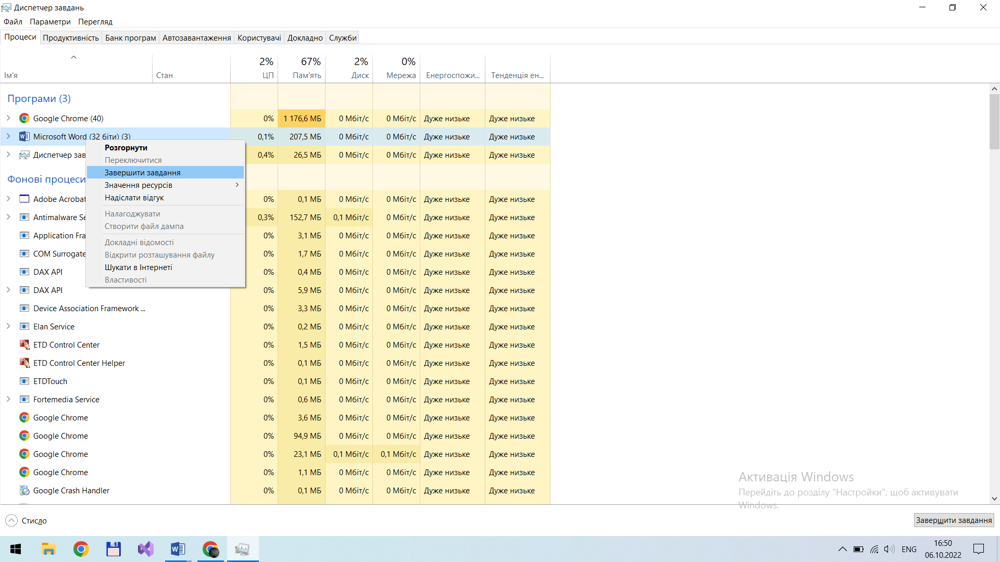 Диспетчер завдань
Файл Параметри Перегляд
Процеси Продуктивність Банк програм Автозавантаження Користувачі Докладно Служби
2% 67% 2% 0%
Ім'я Стан ЦП Пам'ять Диск Мережа Енергоспожи... Тенденція ен...
Програми (3)
Google Chrome (40) 0% 1 176,6 МБ 0 Мбіт/с 0 Мбіт/с Дуже низьке Дуже низьке
Microsoft Word (32 біти) (3) 0,1% 207,5 МБ 0 Мбіт/с 0 Мбіт/с Дуже низьке Дуже низьке
Диспетчер зав 0,4% 26,5 МБ 0 Мбіт/с 0 Мбіт/с Дуже низьке Дуже низьке
Розгорнути
Переключитися
Завершити завдання
Значення ресурсів
Надіслати відгук
Налагоджувати
Створити файл дампа
Докладні відомості
Відкрити розташування файлу
Шукати в Інтернеті
Властивості
Фонові процеси
Adobe Acrobat 0% 0,1 МБ 0 Мбіт/с 0 Мбіт/с Дуже низьке Дуже низьке
Antimalware Se 0,3% 152,7 МБ 0,1 Мбіт/с 0 Мбіт/с Дуже низьке Дуже низьке
Application Fra 0% 3,1 МБ 0 Мбіт/с 0 Мбіт/с Дуже низьке Дуже низьке
COM Surrogate 0% 1,7 МБ 0 Мбіт/с 0 Мбіт/с Дуже низьке Дуже низьке
DAX API 0% 0,4 МБ 0 Мбіт/с 0 Мбіт/с Дуже низьке Дуже низьке
DAX API 0% 5,9 МБ 0 Мбіт/с 0 Мбіт/с Дуже низьке Дуже низьке
Device Association Framework ... 0% 3,3 МБ 0 Мбіт/с 0 Мбіт/с Дуже низьке Дуже низьке
Elan Service 0% 0,2 МБ 0 Мбіт/с 0 Мбіт/с Дуже низьке Дуже низьке
ETD Control Center 0% 1,5 МБ 0 Мбіт/с 0 Мбіт/с Дуже низьке Дуже низьке
ETD Control Center Helper 0% 0,1 МБ 0 Мбіт/с 0 Мбіт/с Дуже низьке Дуже низьке
ETDTouch 0% 0,1 МБ 0 Мбіт/с 0 Мбіт/с Дуже низьке Дуже низьке
Fortemedia Service 0% 0,6 МБ 0 Мбіт/с 0 Мбіт/с Дуже низьке Дуже низьке
Google Chrome 0% 3,6 МБ 0 Мбіт/с 0 Мбіт/с Дуже низьке Дуже низьке
Google Chrome 0% 94,9 МБ 0 Мбіт/с 0 Мбіт/с Дуже низьке Дуже низьке
Google Chrome 0% 23,1 МБ 0,1 Мбіт/с 0,1 Мбіт/с Дуже низьке Дуже низьке
Google Chrome 0% 1,1 МБ 0 Мбіт/с 0 Мбіт/с Дуже низьке Дуже низьке
Google Crash Handler 0% 0,1 МБ 0 Мбіт/с 0 Мбіт/с Дуже низьке Дуже низьке
Активація Windows
Перейдіть до розділу "Настройки", щоб активувати
Windows.
Стисло
Завершити завдання
ENG
16:50
06.10.2022